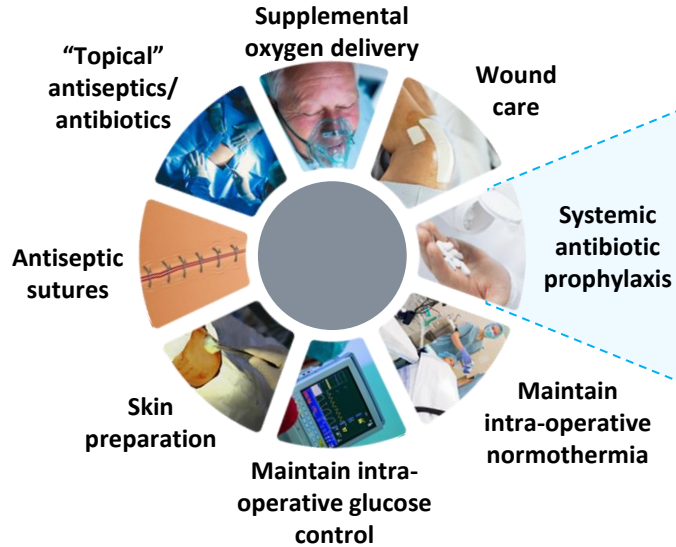 Supplemental
oxygen delivery
Wound
care
Systemic
antibiotic
prophylaxis
Maintain
intra-operative
normothermia
Maintain intra-
operative glucose
control
Skin
preparation
Antiseptic
sutures
“Topical”
antiseptics/
antibiotics